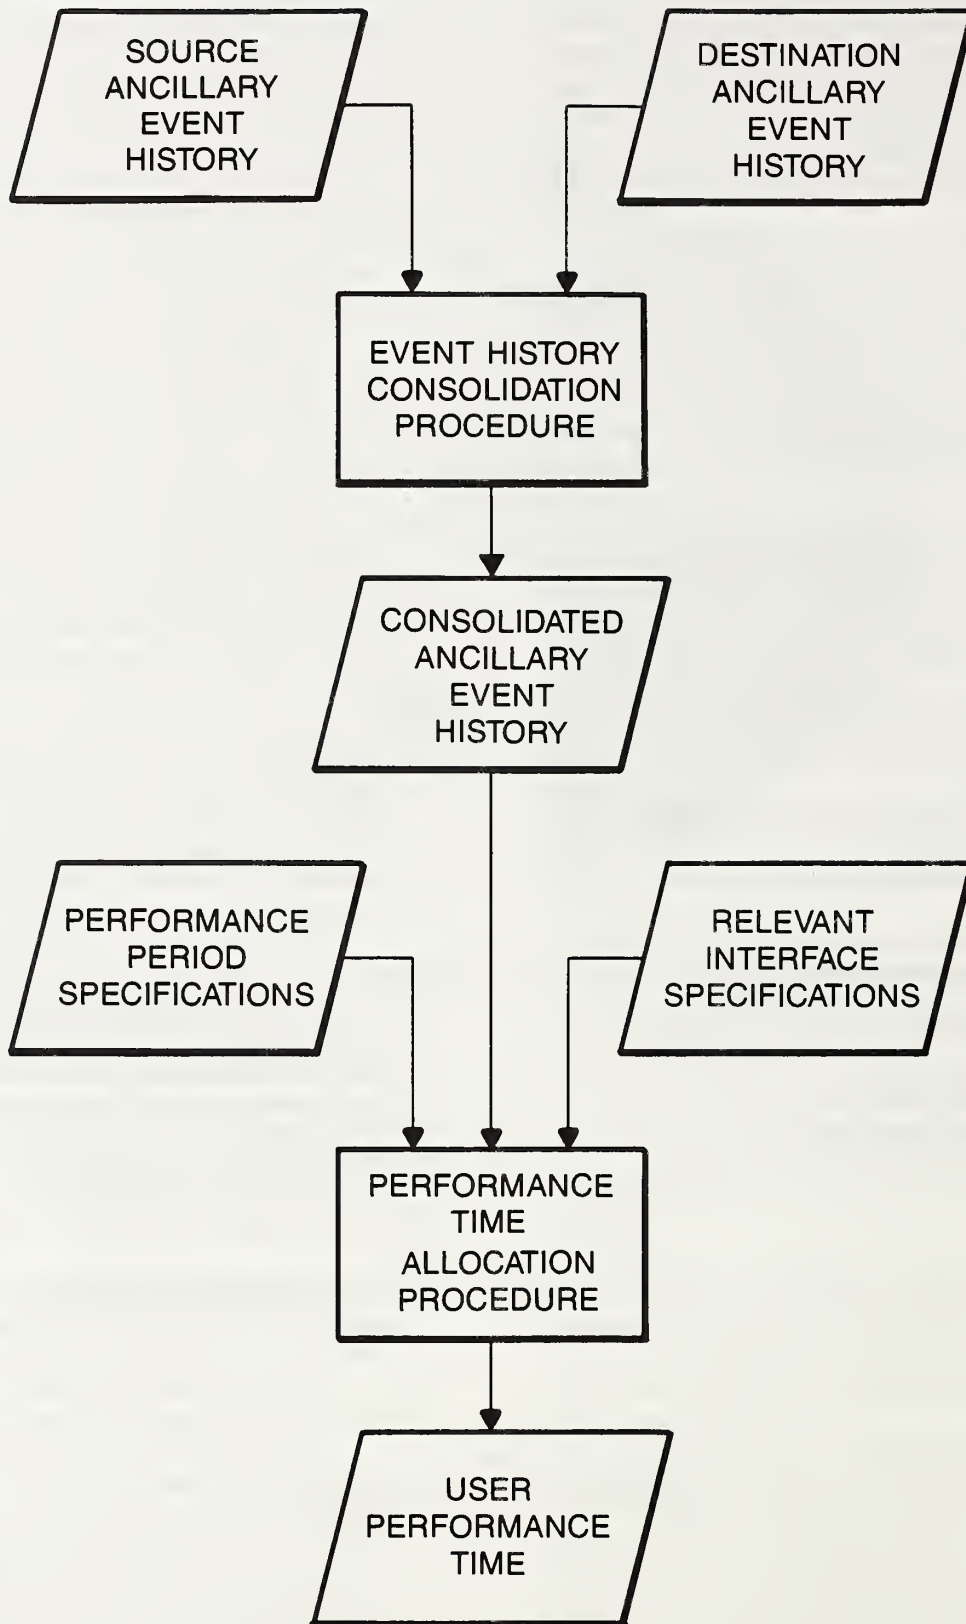 SOURCE
ANCILLARY
EVENT
HISTORY
DESTINATION
ANCILLARY
EVENT
HISTORY
EVENT HISTORY
CONSOLIDATION
PROCEDURE
CONSOLIDATED
ANCILLARY
EVENT
HISTORY
PERFORMANCE
PERIOD
SPECIFICATIONS
RELEVANT
INTERFACE
SPECIFICATIONS
PERFORMANCE
TIME
ALLOCATION
PROCEDURE
USER
PERFORMANCE
TIME